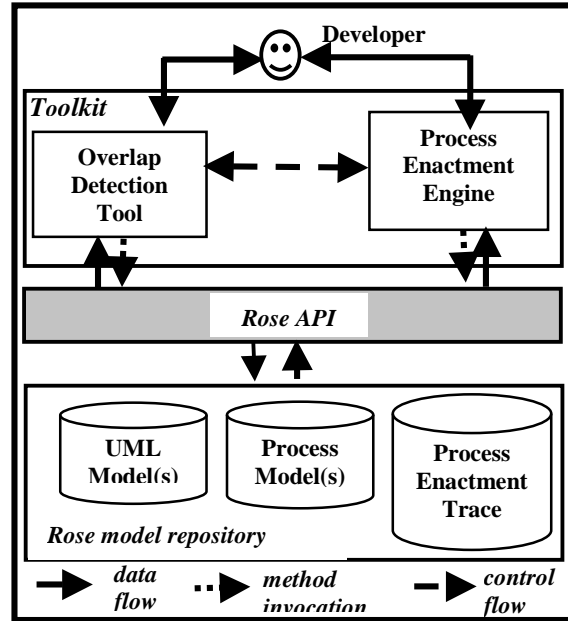 Developer
Toolkit
Overlap
Detection
Tool
Process
Enactment
Engine
Rose API
UML
Model(s)
Process
Model(s)
Process
Enactment
Trace
Rose model repository
data
flow
method
invocation
control
flow